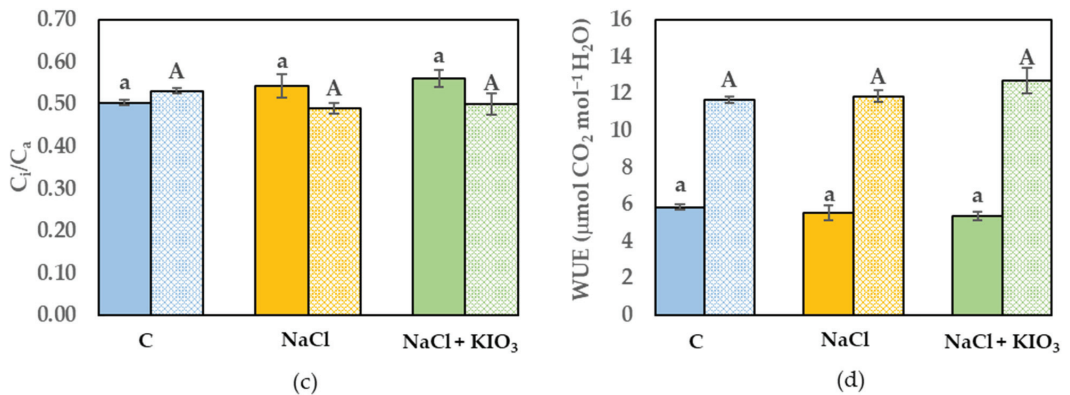 0.70
0.60
0.50
0.40
0.30
0.20
0.10
0.00
Cᵢ/Cₐ
a A
a A
a A
C NaCl NaCl + KIO₃
(c)
16
14
12
10
8
6
4
2
0
WUE (μmol CO₂ mol⁻¹ H₂O)
a A
a A
a A
C NaCl NaCl + KIO₃
(d)